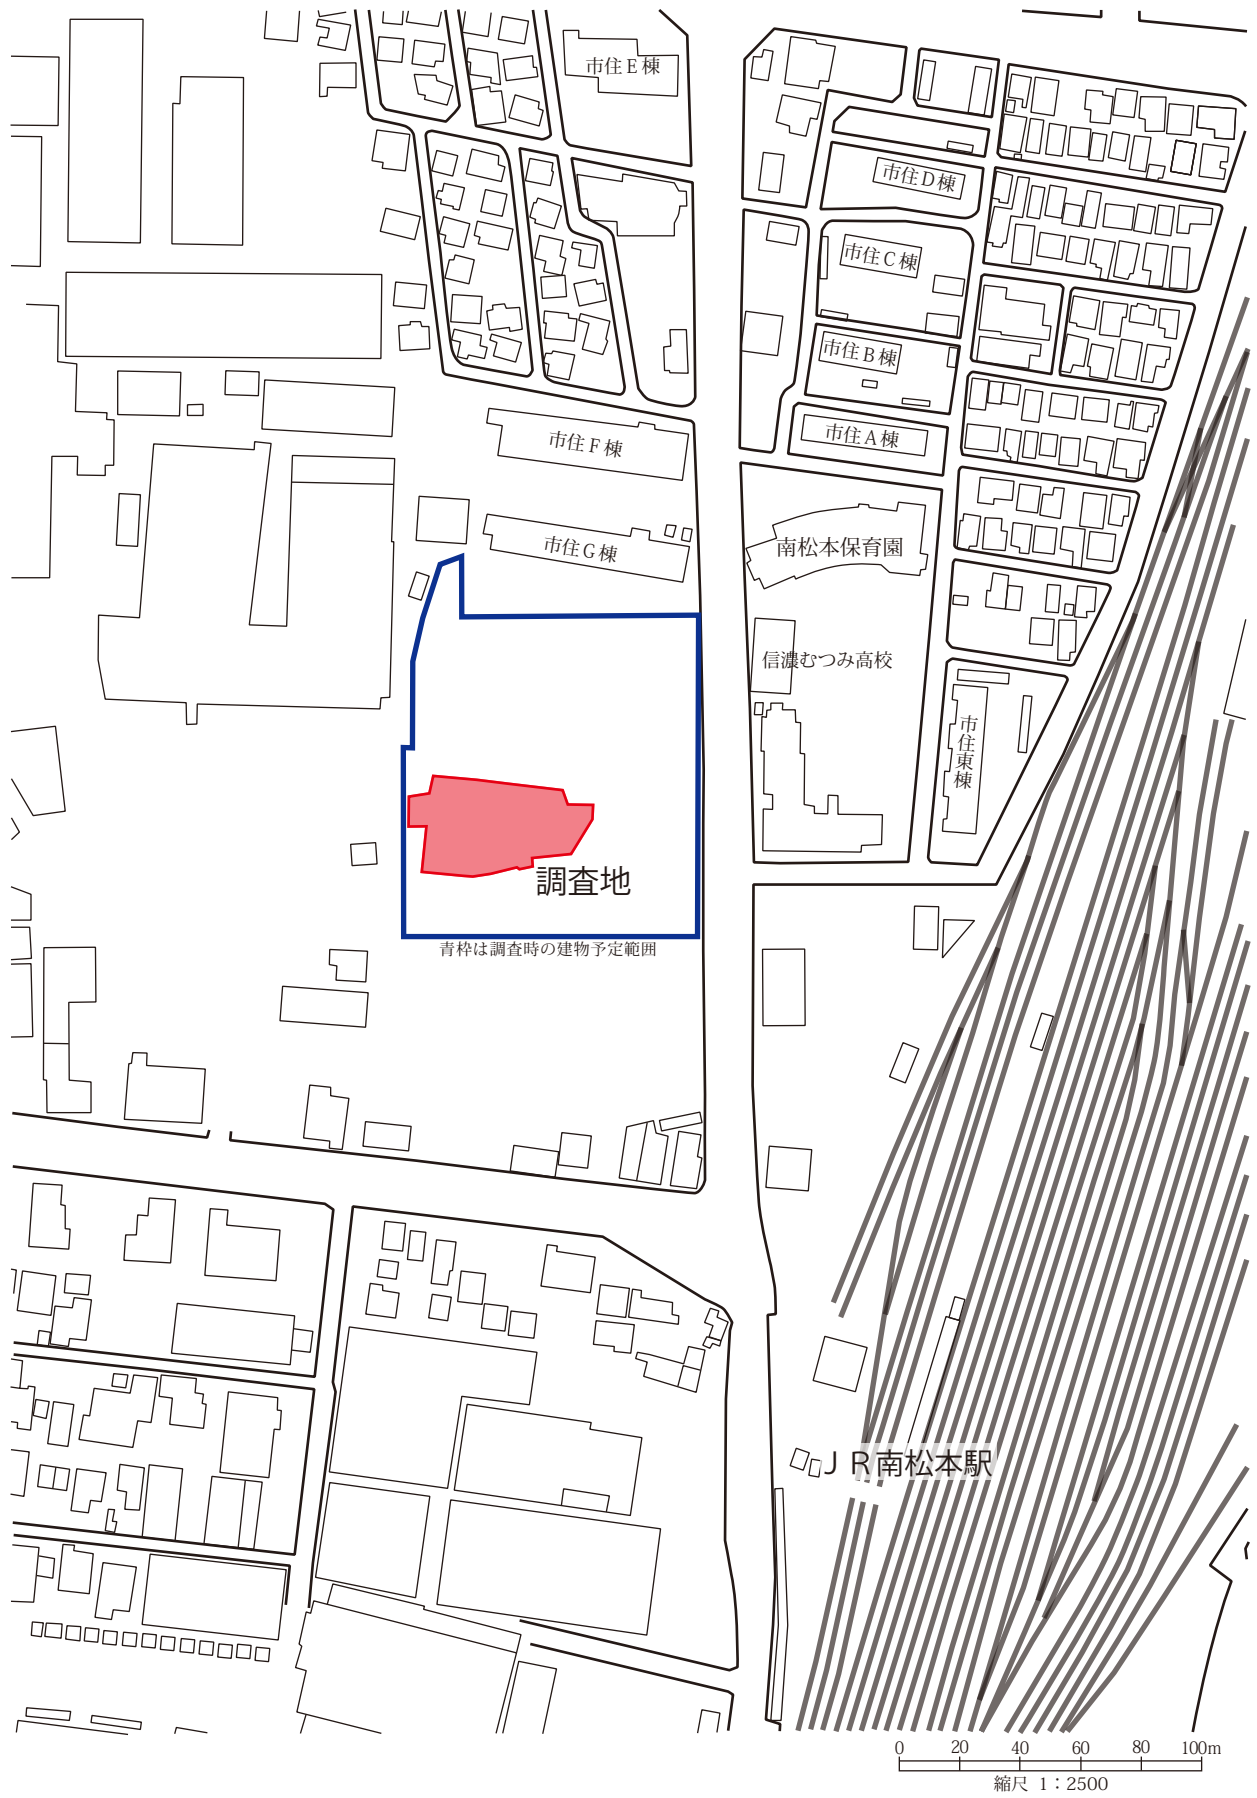 市住E棟
市住D棟
市住C棟
市住B棟
市住A棟
市住F棟
市住G棟
南松本保育園
信濃むつみ高校
市住東棟
調査地
青枠は調査時の建物予定範囲
ＪＲ南松本駅
0 20 40 60 80 100m
縮尺 1：2500